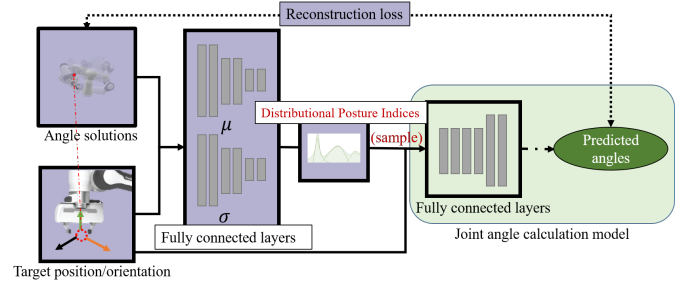 Reconstruction loss
Angle solutions
μ
σ
Fully connected layers
Distributional Posture Indices
(sample)
Predicted
angles
Fully connected layers
Joint angle calculation model
Target position/orientation